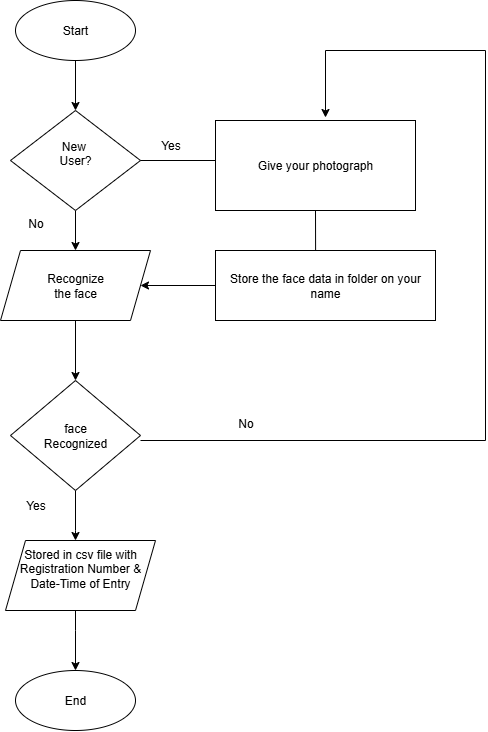 Start
New
User?
Yes
Give your photograph
No
Recognize
the face
Store the face data in folder on your
name
face
Recognized
No
Yes
Stored in csv file with
Registration Number &
Date-Time of Entry
End